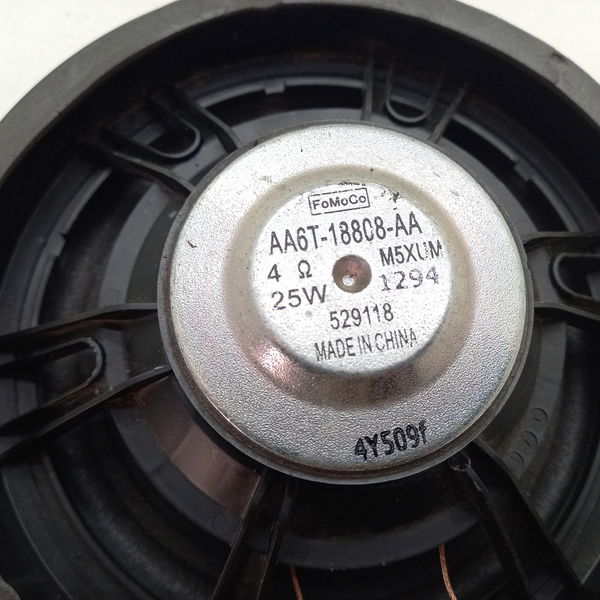 FoMoCo
AA6T-18808-AA
4 Ω M5XUM
25W 1294
529118
MADE IN CHINA
4Y509f